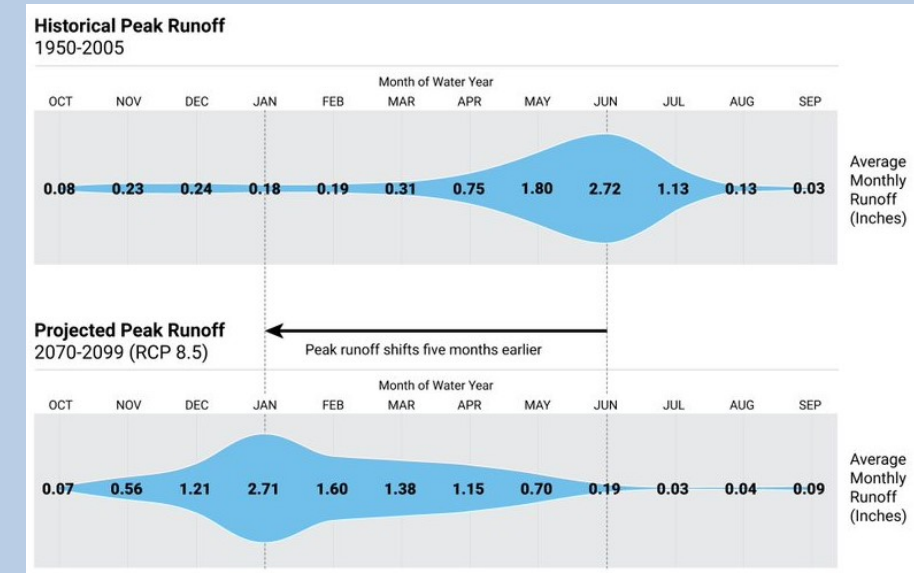 Historical Peak Runoff
1950-2005
Month of Water Year
OCT NOV DEC JAN FEB MAR APR MAY JUN JUL AUG SEP
0.08 0.23 0.24 0.18 0.19 0.31 0.75 1.80 2.72 1.13 0.13 0.03
Average
Monthly
Runoff
(Inches)
Projected Peak Runoff
2070-2099 (RCP 8.5)
Peak runoff shifts five months earlier
Month of Water Year
OCT NOV DEC JAN FEB MAR APR MAY JUN JUL AUG SEP
0.07 0.56 1.21 2.71 1.60 1.38 1.15 0.70 0.19 0.03 0.04 0.09
Average
Monthly
Runoff
(Inches)